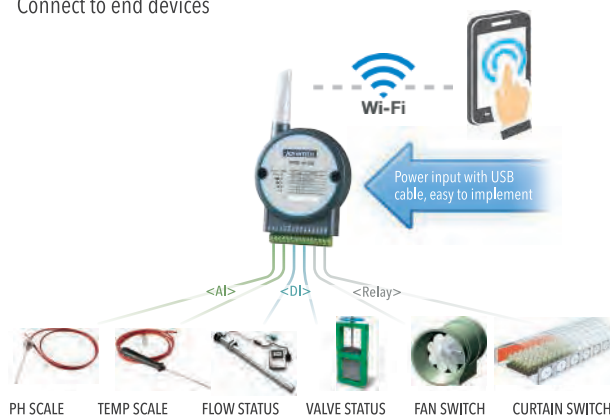 Connect to end devices
Wi-Fi
ADVANTECH
Power input with USB
cable, easy to implement
<AI> <DI> <Relay>
PH SCALE TEMP SCALE FLOW STATUS VALVE STATUS FAN SWITCH CURTAIN SWITCH